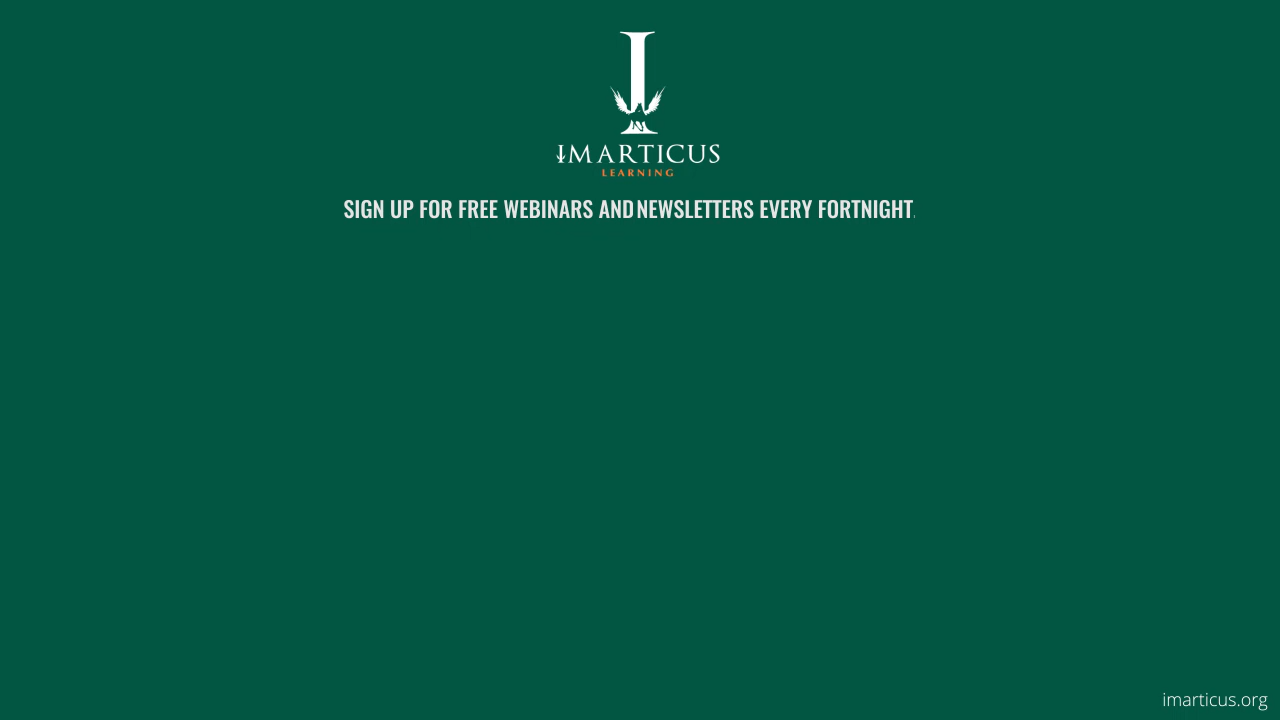 IMARTICUS
LEARNING
SIGN UP FOR FREE WEBINARS AND NEWSLETTERS EVERY FORTNIGHT.
imarticus.org